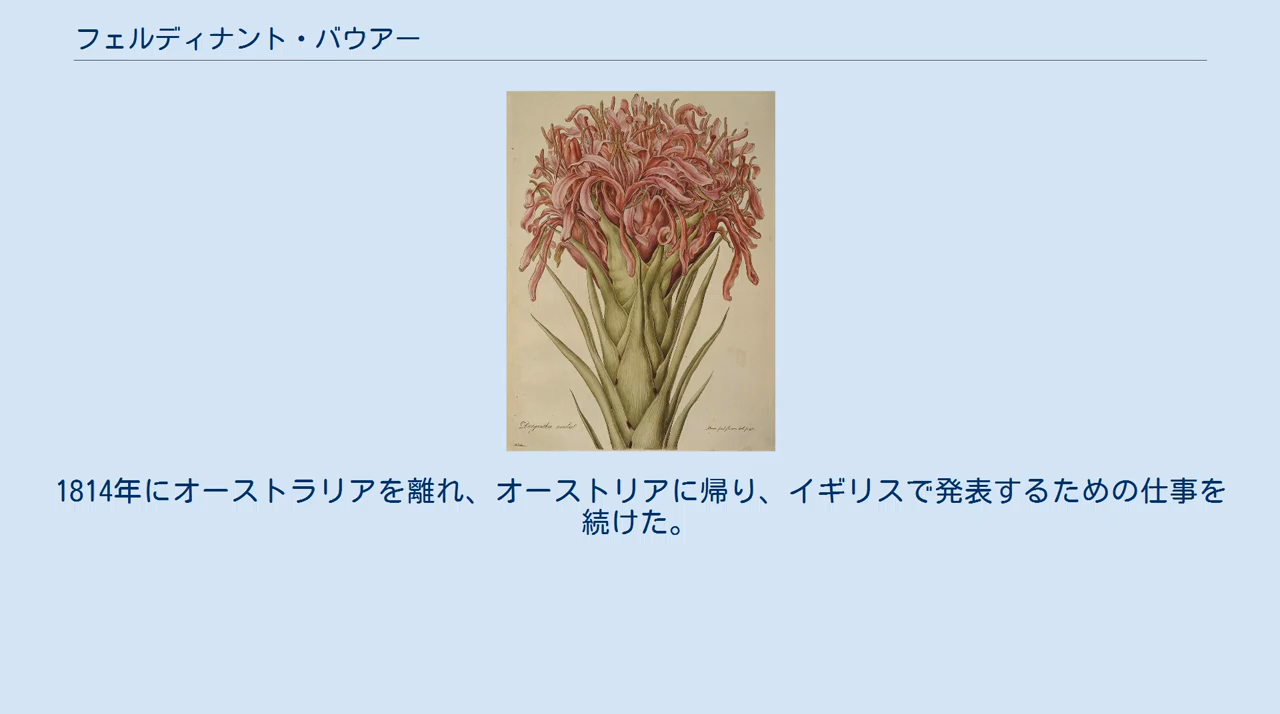 フェルディナント・バウアー
1814年にオーストラリアを離れ、オーストリアに帰り、イギリスで発表するための仕事を
続けた。